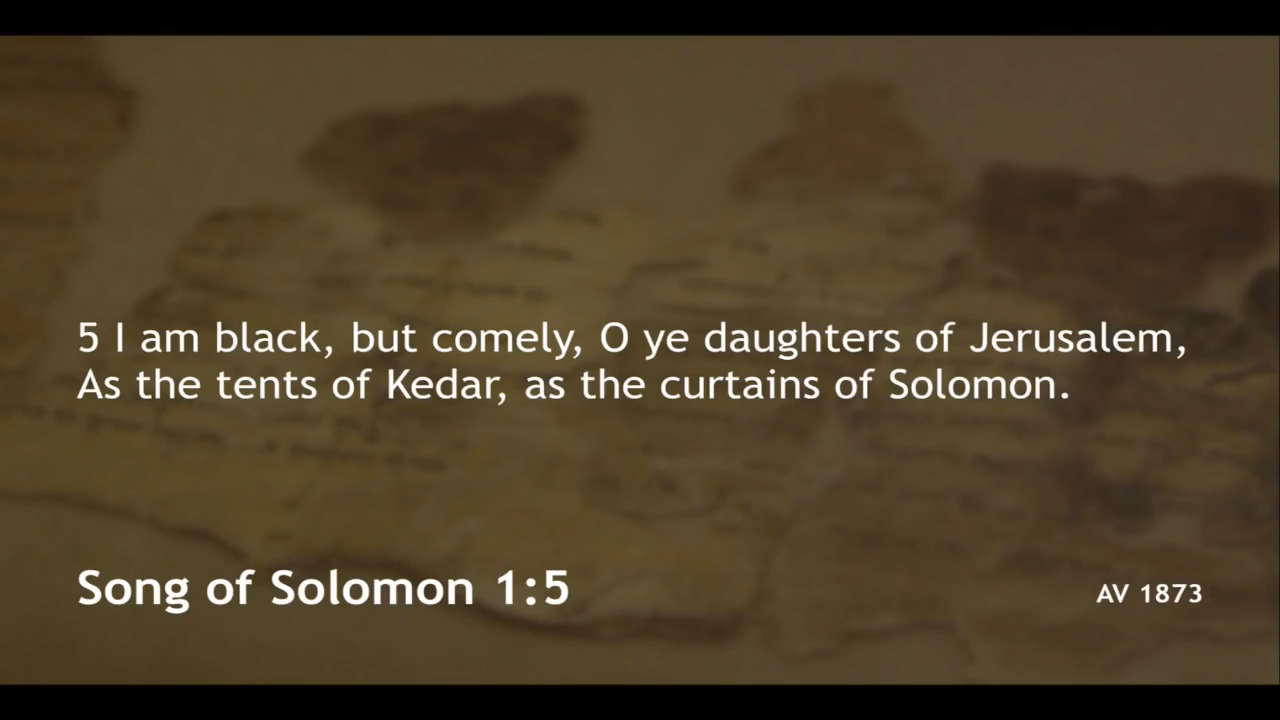 5 I am black, but comely, O ye daughters of Jerusalem,
As the tents of Kedar, as the curtains of Solomon.
Song of Solomon 1:5
AV 1873